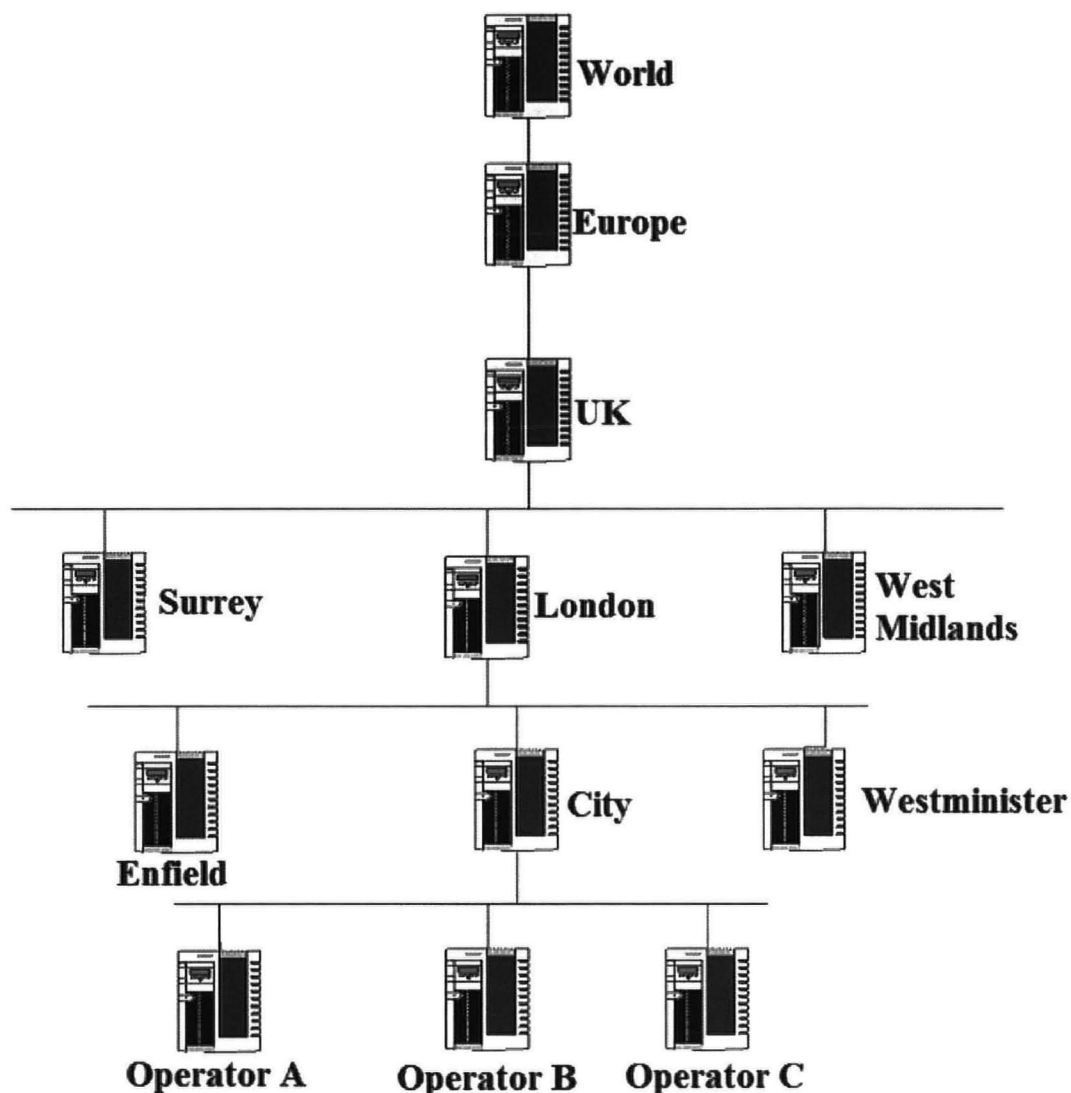 World
Europe
UK
Surrey
London
West
Midlands
Enfield
City
Westminister
Operator A
Operator B
Operator C